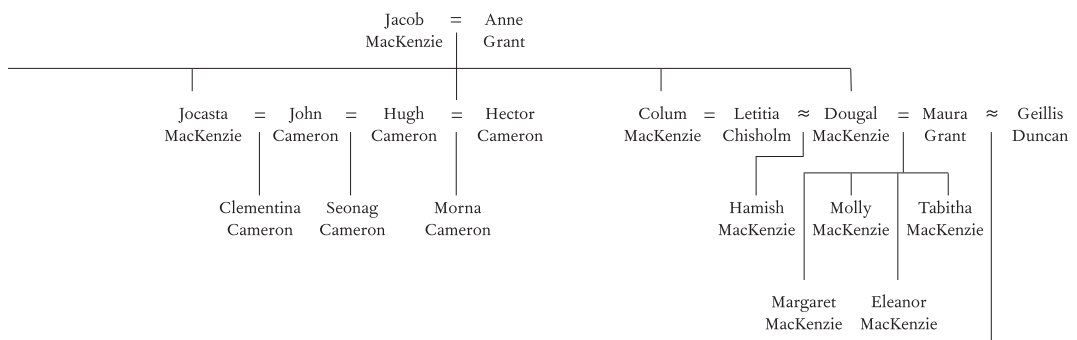 Jacob = Anne
MacKenzie Grant
Jocasta = John = Hugh = Hector
MacKenzie Cameron Cameron Cameron
Colum = Letitia ≈ Dougal = Maura ≈ Geillis
MacKenzie Chisholm MacKenzie Grant Duncan
Clementina Seonag Morna
Cameron Cameron Cameron
Hamish Molly Tabitha
MacKenzie MacKenzie MacKenzie
Margaret Eleanor
MacKenzie MacKenzie